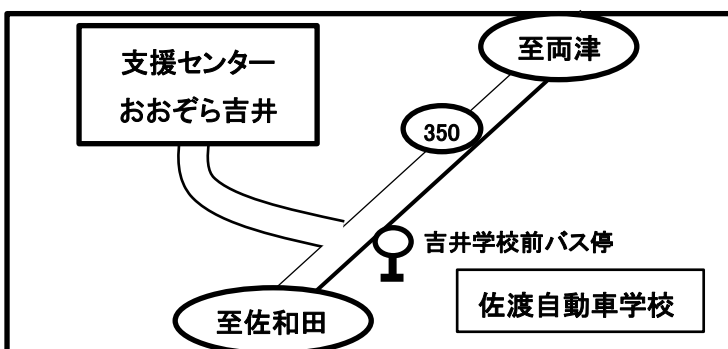 支援センター
おおぞら吉井
至両津
350
吉井学校前バス停
佐渡自動車学校
至佐和田